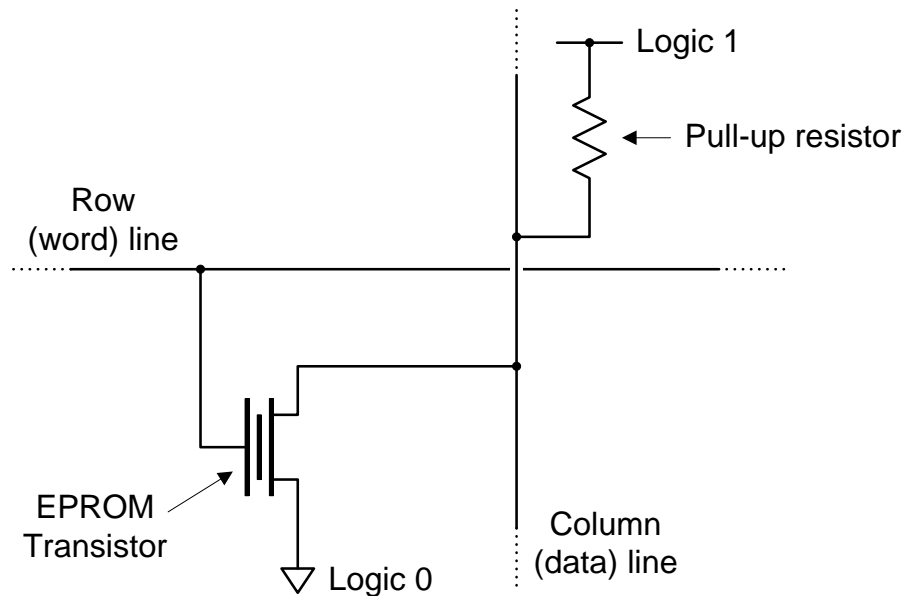 Logic 1
Pull-up resistor
Row
(word) line
EPROM
Transistor
Logic 0
Column
(data) line